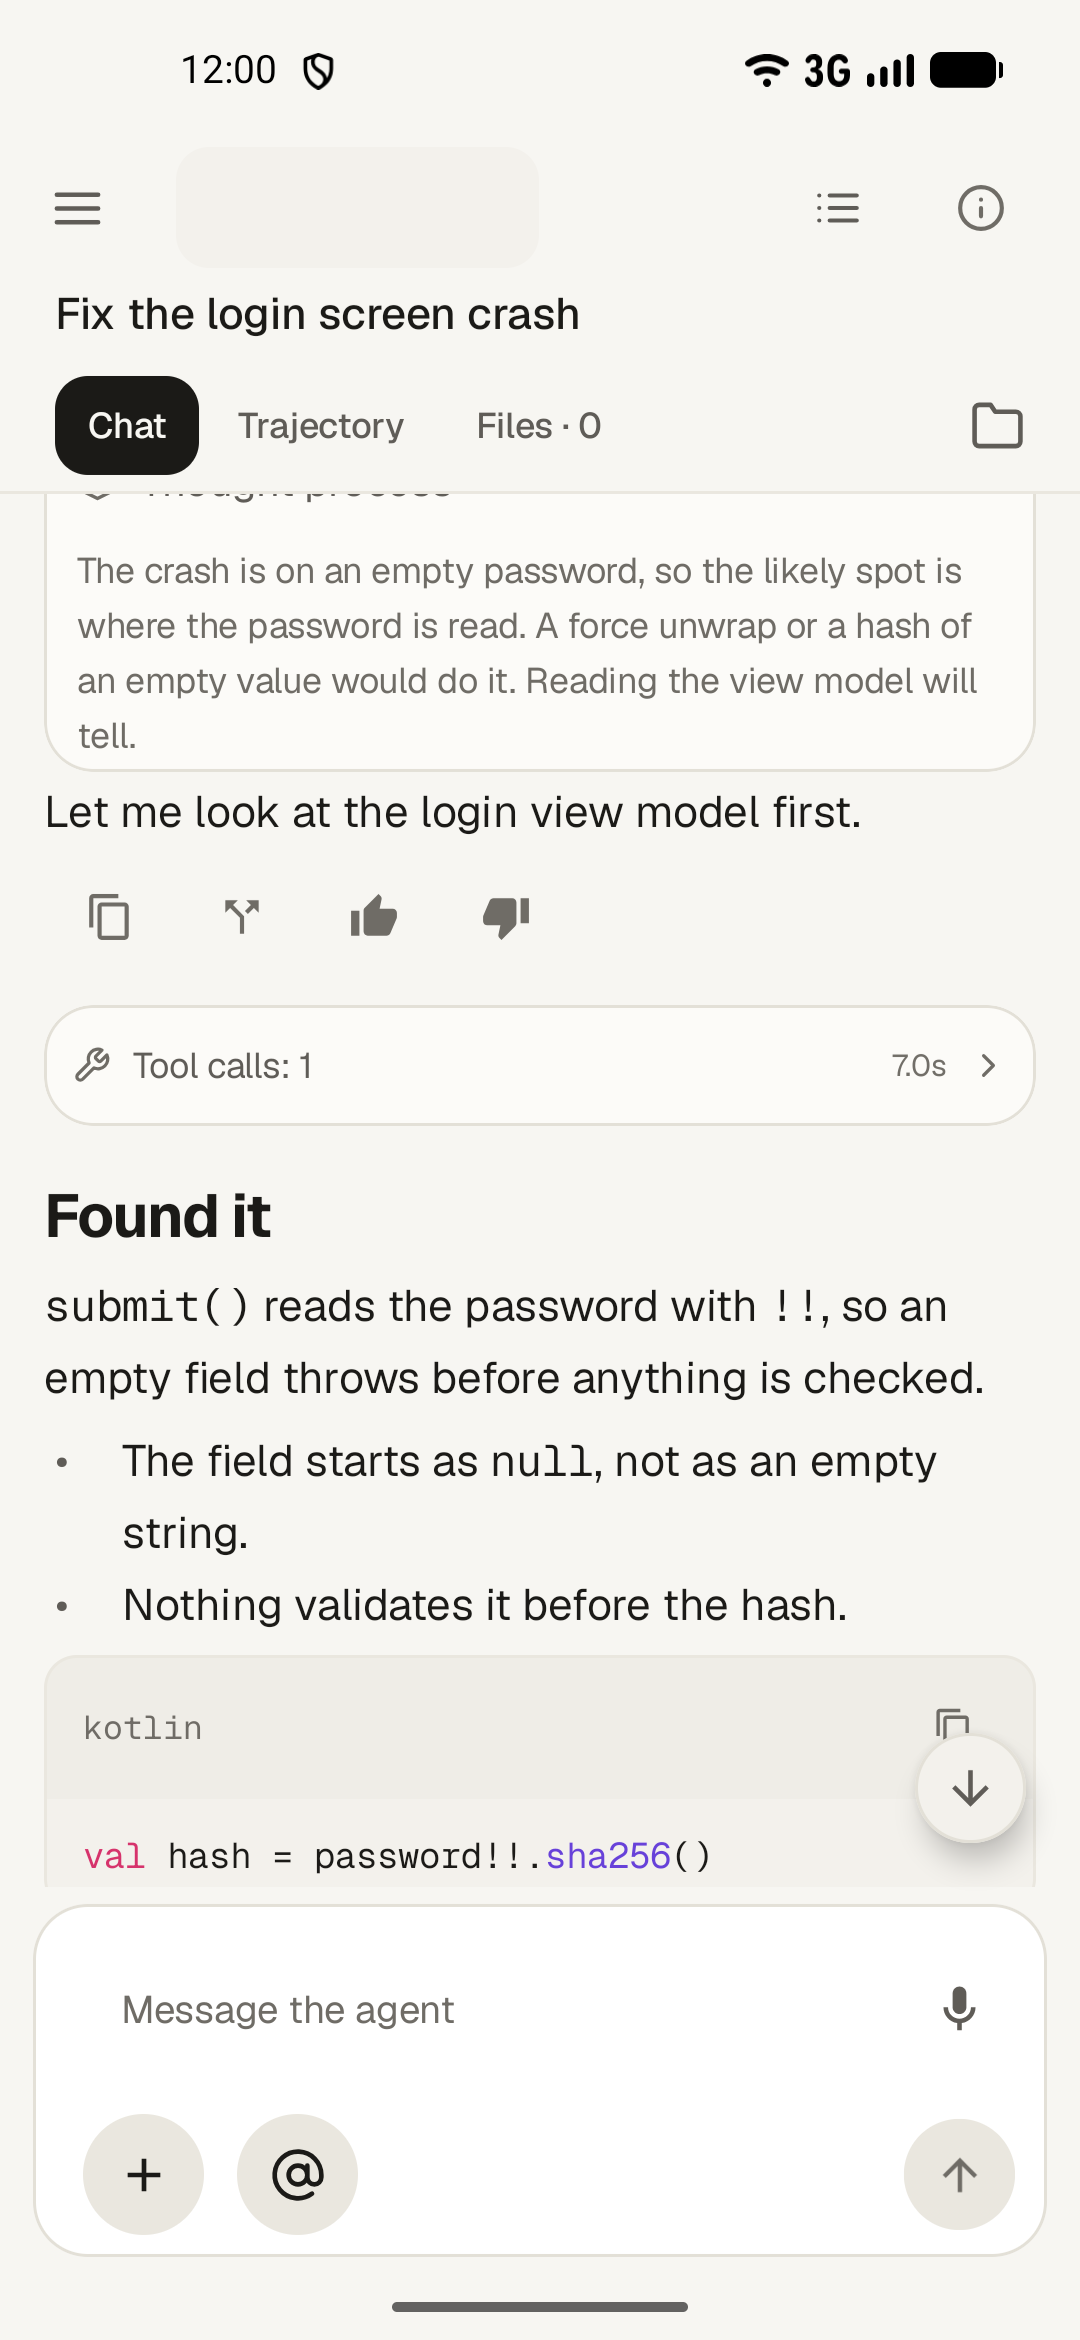 12:00
3G
Fix the login screen crash
Chat
Trajectory
Files · 0
Thought process
The crash is on an empty password, so the likely spot is
where the password is read. A force unwrap or a hash of
an empty value would do it. Reading the view model will
tell.
Let me look at the login view model first.
Tool calls: 1
7.0s
Found it
submit() reads the password with !!, so an
empty field throws before anything is checked.
• The field starts as null, not as an empty
string.
• Nothing validates it before the hash.
kotlin
val hash = password!!.sha256()
Message the agent